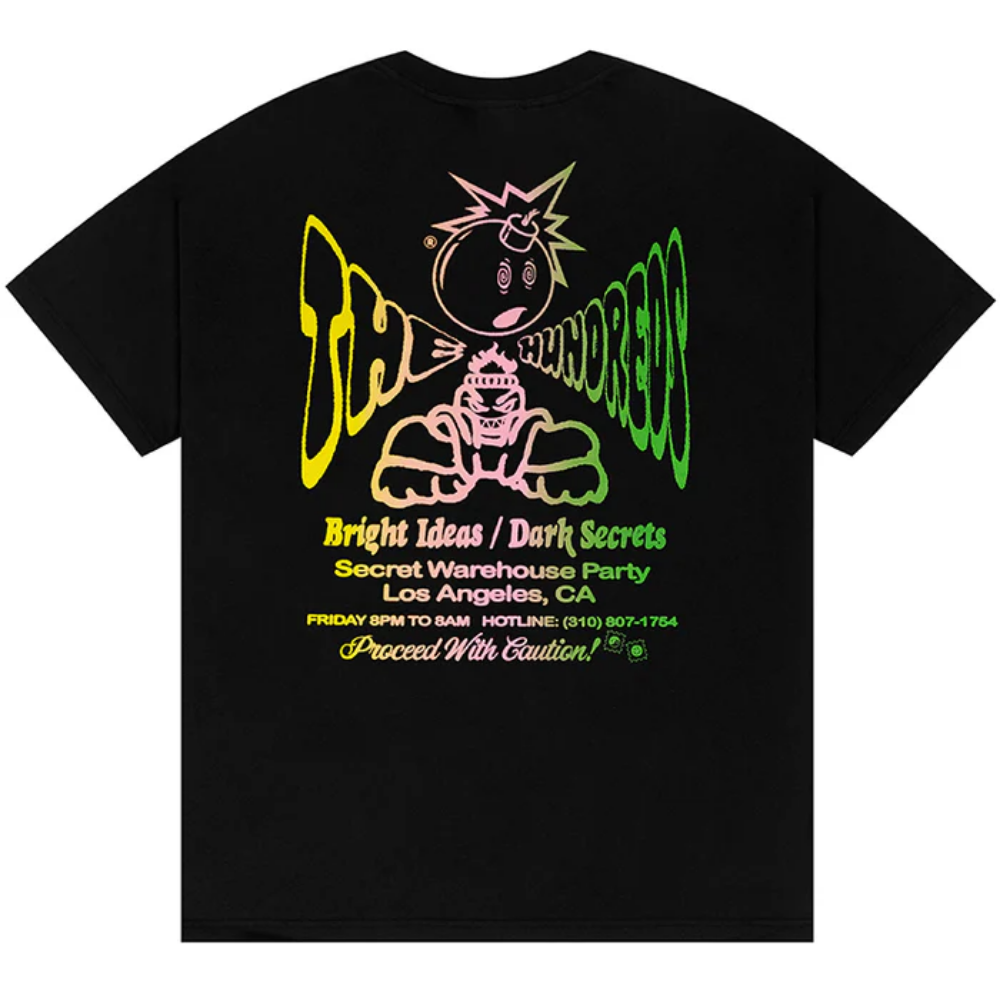 ®
THE HUNDREDS
Bright Ideas / Dark Secrets
Secret Warehouse Party
Los Angeles, CA
FRIDAY 8PM TO 8AM HOTLINE: (310) 807-1754
Proceed With Caution!